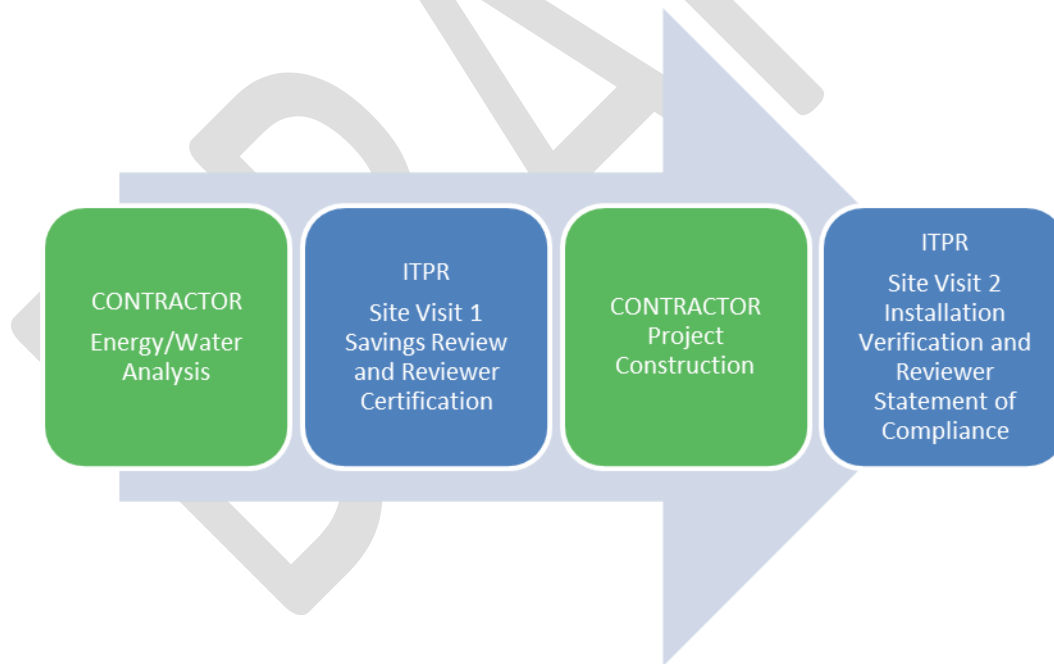 CONTRACTOR
Energy/Water
Analysis
ITPR
Site Visit 1
Savings Review
and Reviewer
Certification
CONTRACTOR
Project
Construction
ITPR
Site Visit 2
Installation
Verification and
Reviewer
Statement of
Compliance